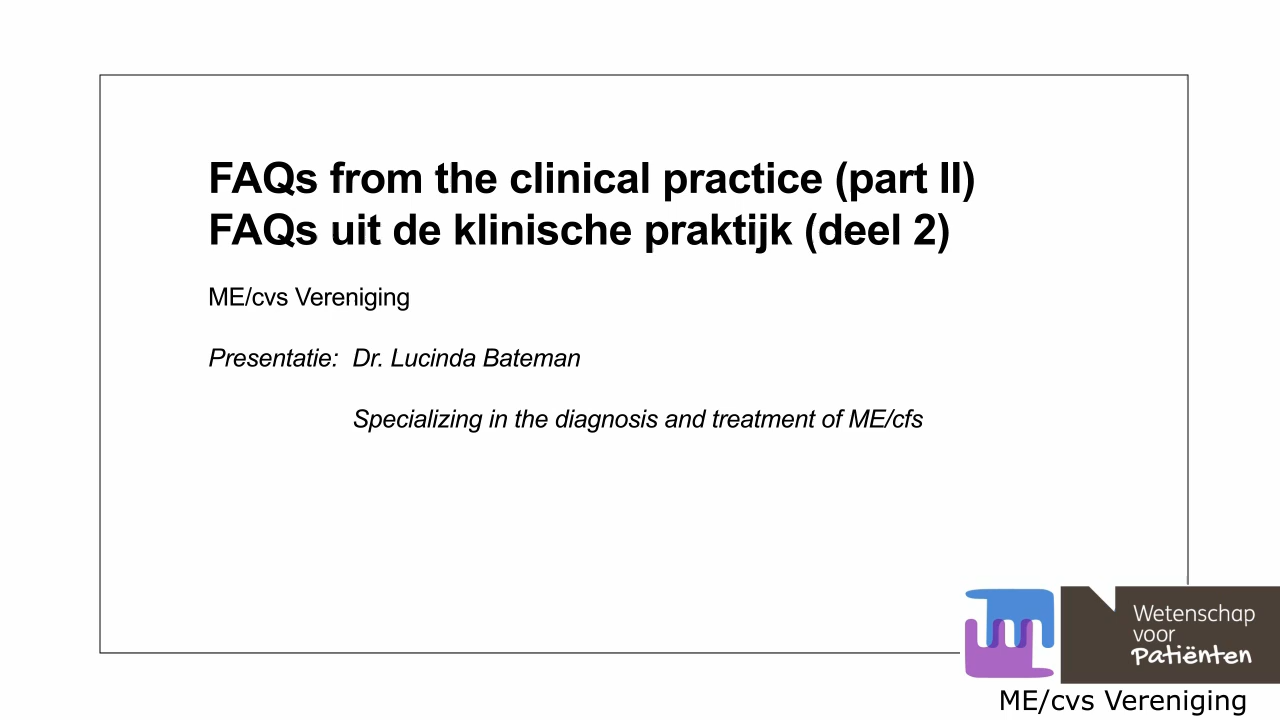 FAQs from the clinical practice (part II)
FAQs uit de klinische praktijk (deel 2)
ME/cvs Vereniging
Presentatie: Dr. Lucinda Bateman
Specializing in the diagnosis and treatment of ME/cfs
Wetenschap
voor
Patiënten
ME/cvs Vereniging